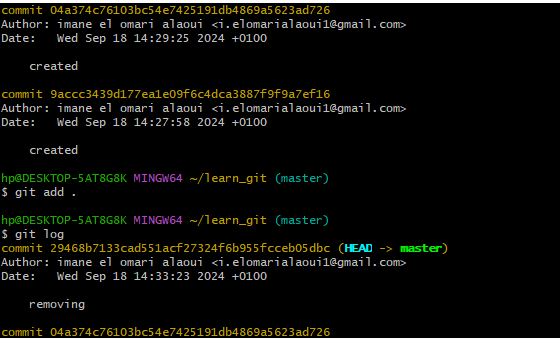 commit 04a374c76103bc54e7425191db4869a5623ad726
Author: imane el omari alaoui <i.elomarialaoui1@gmail.com>
Date:   Wed Sep 18 14:29:25 2024 +0100
created
commit 9accc3439d177ea1e09f6c4dca3887f9f9a7ef16
Author: imane el omari alaoui <i.elomarialaoui1@gmail.com>
Date:   Wed Sep 18 14:27:58 2024 +0100
created
hp@DESKTOP-5AT8G8K MINGW64 ~/learn_git (master)
$ git add .
hp@DESKTOP-5AT8G8K MINGW64 ~/learn_git (master)
$ git log
commit 29468b7133cad551acf27324f6b955fcceb05dbc (HEAD -> master)
Author: imane el omari alaoui <i.elomarialaoui1@gmail.com>
Date:   Wed Sep 18 14:33:23 2024 +0100
removing
commit 04a374c76103bc54e7425191db4869a5623ad726